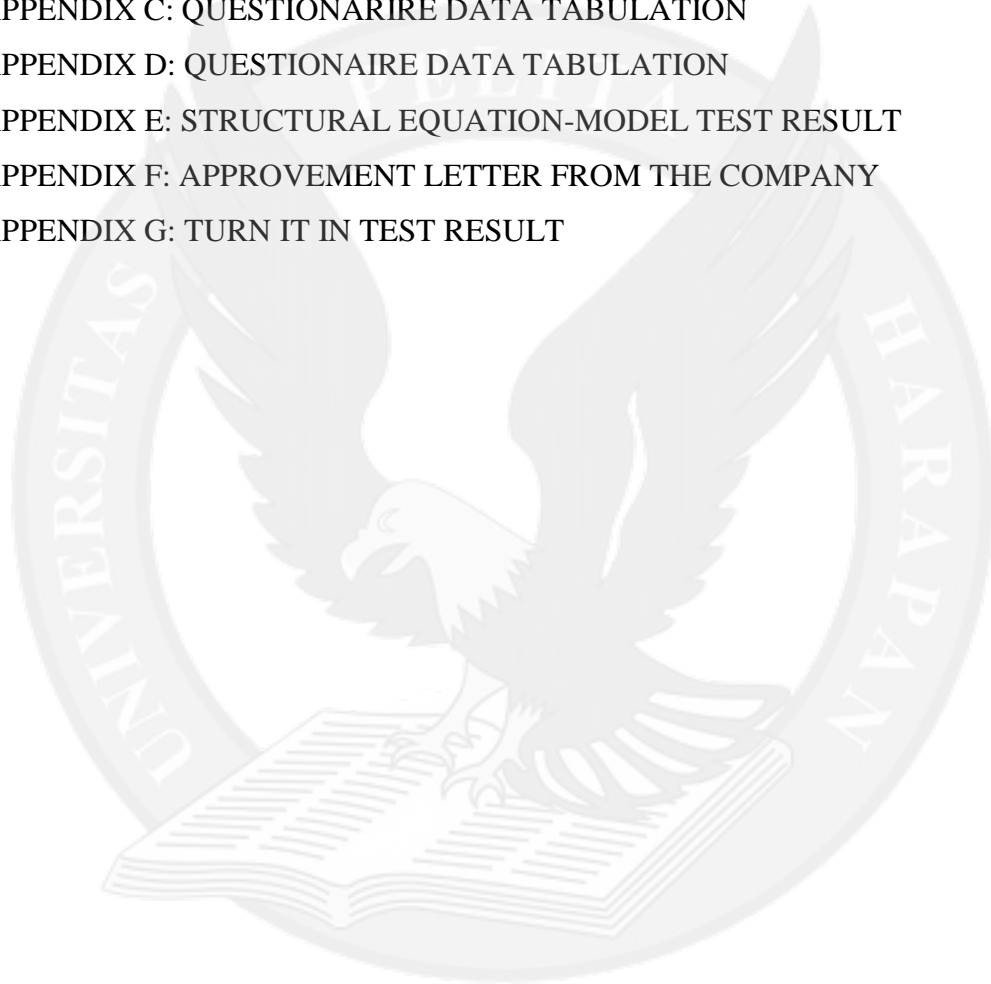 PPENDIX C: QUESTIONARIRE DATA TABULATION
PPENDIX D: QUESTIONAIRE DATA TABULATION
PPENDIX E: STRUCTURAL EQUATION-MODEL TEST RESULT
PPENDIX F: APPROVEMENT LETTER FROM THE COMPANY
PPENDIX G: TURN IT IN TEST RESULT
UNIVERSITAS PELITA HARAPAN